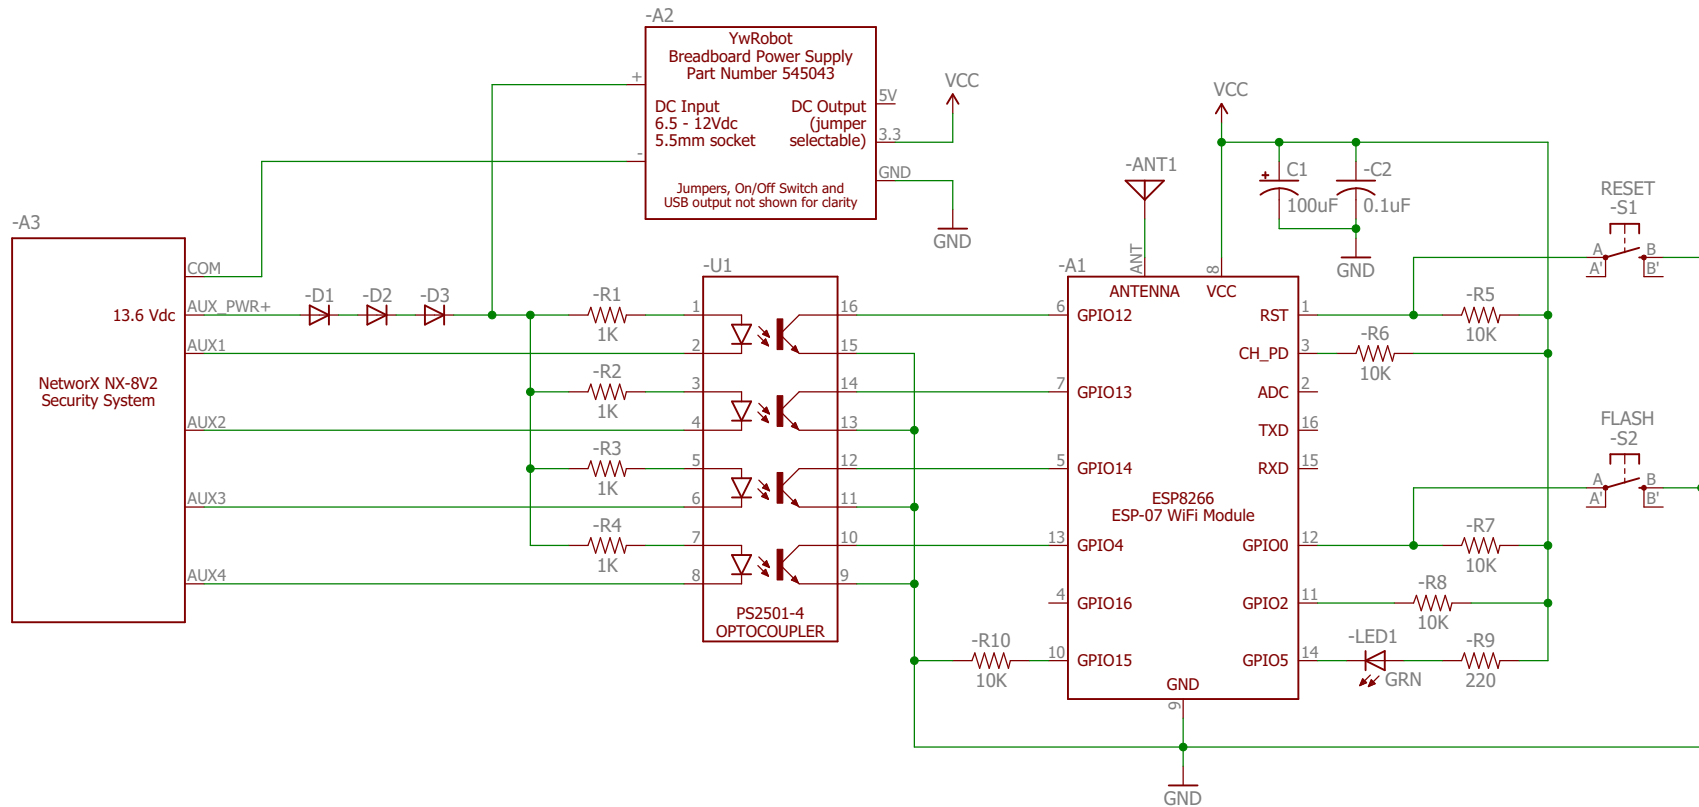 -A2
YwRobot
Breadboard Power Supply
Part Number 545043
+
DC Input
6.5 - 12Vdc
5.5mm socket
-
DC Output
(jumper
selectable)
5V
3.3
GND
Jumpers, On/Off Switch and
USB output not shown for clarity
VCC
GND
-A3
COM
13.6 Vdc
AUX_PWR+
AUX1
NetworX NX-8V2
Security System
AUX2
AUX3
AUX4
-D1
-D2
-D3
-R1
1K
-R2
1K
-R3
1K
-R4
1K
-U1
1
2
3
4
5
6
7
8
16
15
14
13
12
11
10
9
PS2501-4
OPTOCOUPLER
-R10
10K
-ANT1
ANT
VCC
8
+
C1
100uF
-C2
0.1uF
GND
-A1
ANTENNA
VCC
6
GPIO12
7
GPIO13
5
GPIO14
13
GPIO4
4
GPIO16
10
GPIO15
ESP8266
ESP-07 WiFi Module
RST
1
CH_PD
3
ADC
2
TXD
16
RXD
15
GPIO0
12
GPIO2
11
GPIO5
14
GND
9
GND
-R5
10K
-R6
10K
-R7
10K
-R8
10K
-LED1
GRN
-R9
220
RESET
-S1
A
B
A'
B'
FLASH
-S2
A
B
A'
B'